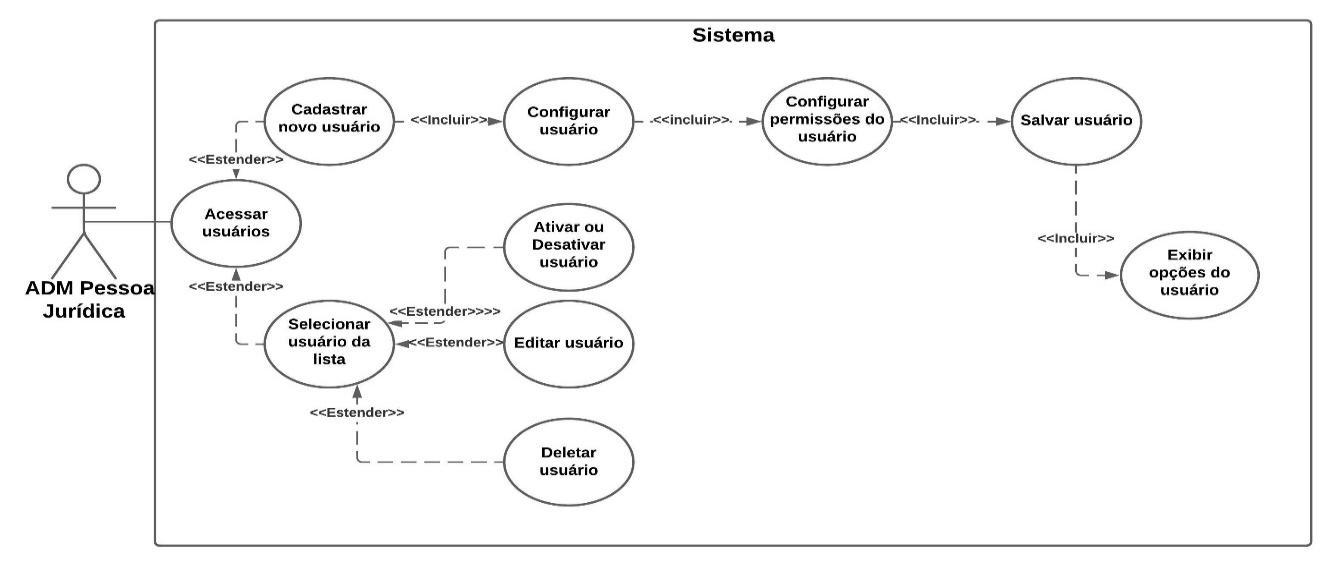 Sistema
Cadastrar
novo usuário
<<Incluir>>
Configurar
usuário
<<incluir>>
Configurar
permissões do
usuário
<<Incluir>>
Salvar usuário
<<Estender>>
Acessar
usuários
Ativar ou
Desativar
usuário
<<Incluir>>
Exibir
opções do
usuário
ADM Pessoa
Jurídica
<<Estender>>
<<Estender>>>>
Selecionar
usuário da
lista
<<Estender>>
Editar usuário
<<Estender>>
Deletar
usuário